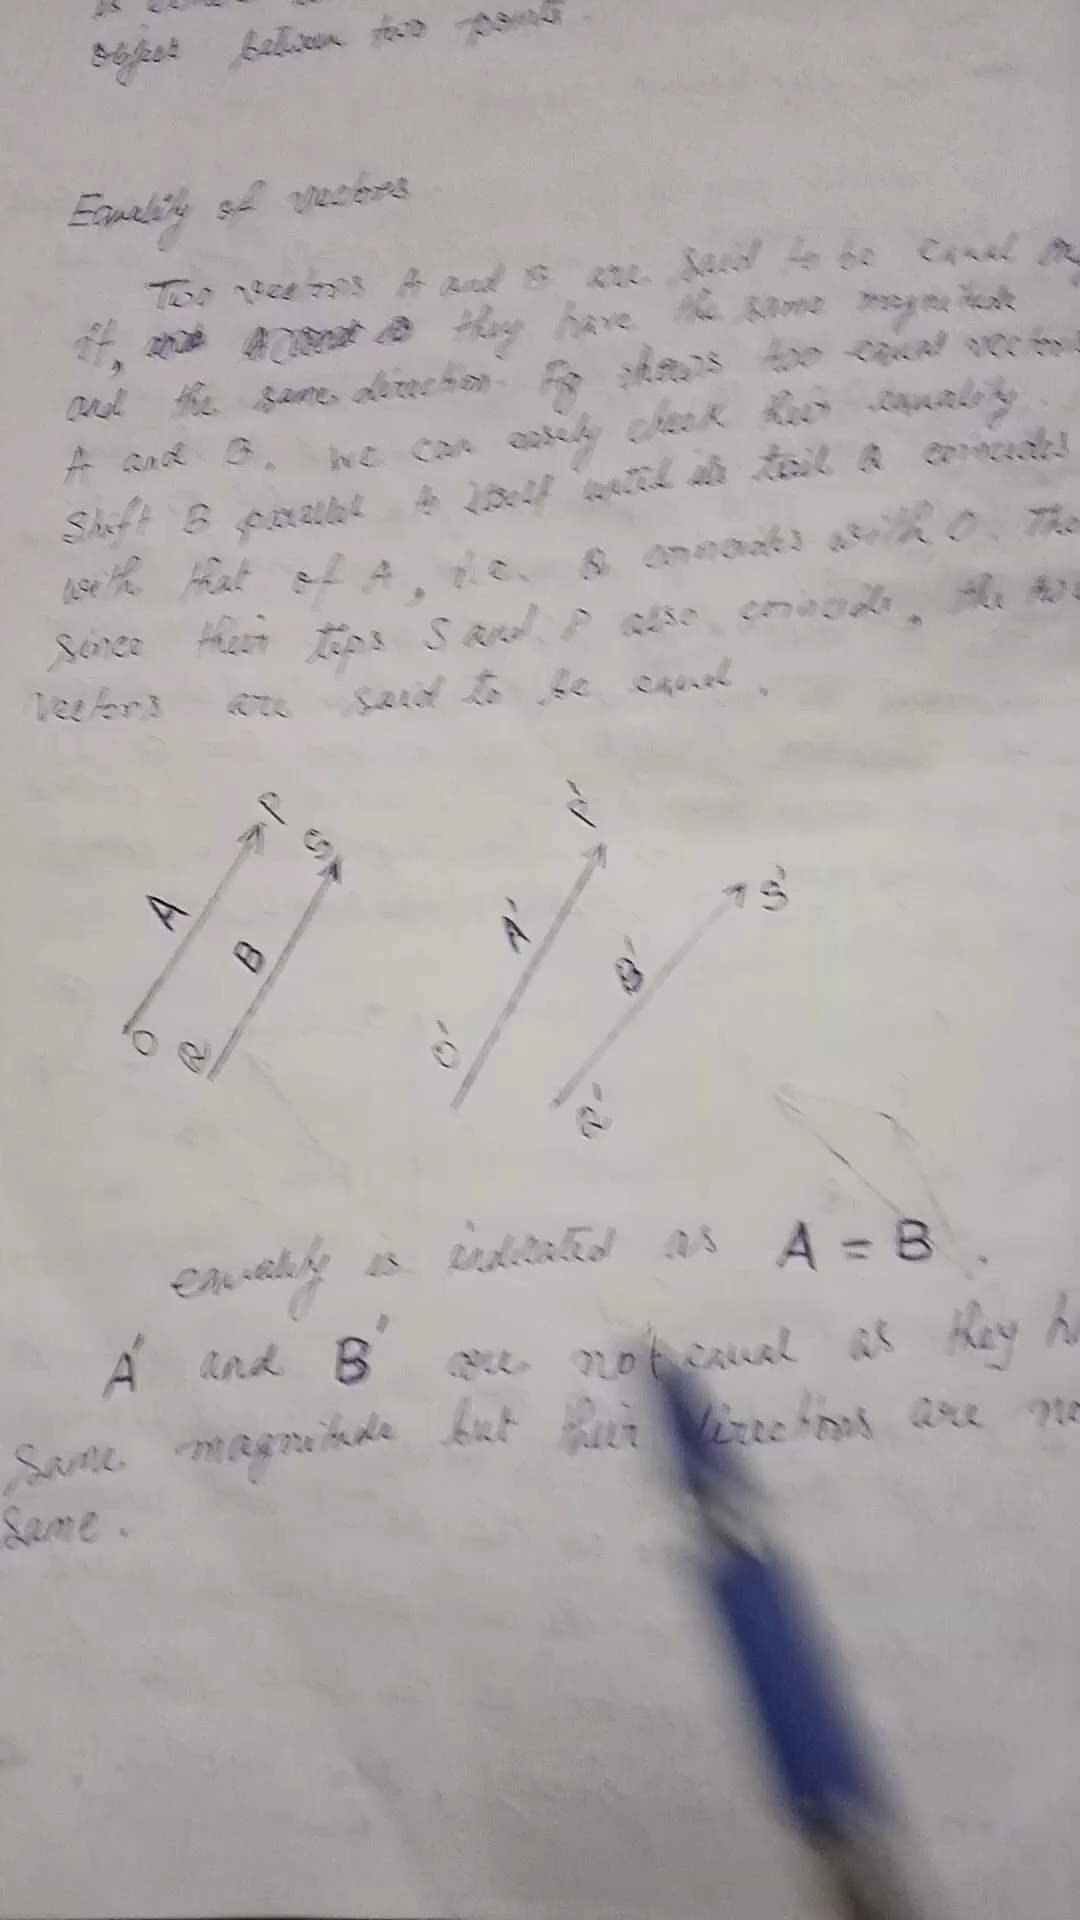 object between two points.
Equality of vectors
Two vectors A and B are said to be equal
if, they have the same magnitude
and the same direction. Fig shows two equal vectors
A and B. We can easily check their equality.
Shift B parallel to itself until its tail Q coincides
with that of A, i.e. Q coincides with O. The
since their tips S and P also coincide, the two
vectors are said to be equal.
P
S
A
B
O
Q
P'
A'
O'
S'
B'
Q'
equality is indicated as A = B.
A' and B' are not equal as they
same magnitude but their directions are
same.